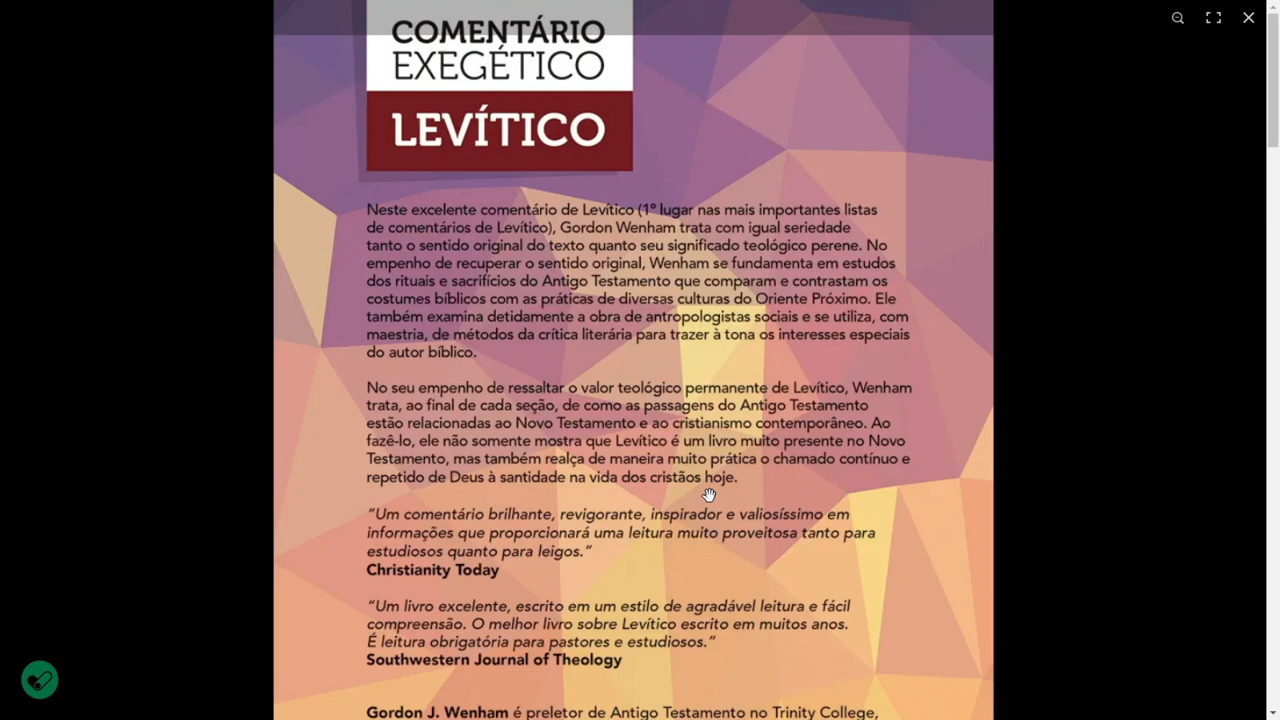 COMENTÁRIO
EXEGÉTICO
LEVÍTICO
Neste excelente comentário de Levítico (1º lugar nas mais importantes listas
de comentários de Levítico), Gordon Wenham trata com igual seriedade
tanto o sentido original do texto quanto seu significado teológico perene. No
empenho de recuperar o sentido original, Wenham se fundamenta em estudos
dos rituais e sacrifícios do Antigo Testamento que comparam e contrastam os
costumes bíblicos com as práticas de diversas culturas do Oriente Próximo. Ele
também examina detidamente a obra de antropologistas sociais e se utiliza, com
maestria, de métodos da crítica literária para trazer à tona os interesses especiais
do autor bíblico.
No seu empenho de ressaltar o valor teológico permanente de Levítico, Wenham
trata, ao final de cada seção, de como as passagens do Antigo Testamento
estão relacionadas ao Novo Testamento e ao cristianismo contemporâneo. Ao
fazê-lo, ele não somente mostra que Levítico é um livro muito presente no Novo
Testamento, mas também realça de maneira muito prática o chamado contínuo e
repetido de Deus à santidade na vida dos cristãos hoje.
“Um comentário brilhante, revigorante, inspirador e valiosíssimo em
informações que proporcionará uma leitura muito proveitosa tanto para
estudiosos quanto para leigos.”
Christianity Today
“Um livro excelente, escrito em um estilo de agradável leitura e fácil
compreensão. O melhor livro sobre Levítico escrito em muitos anos.
É leitura obrigatória para pastores e estudiosos.”
Southwestern Journal of Theology
Gordon J. Wenham é preletor de Antigo Testamento no Trinity College,